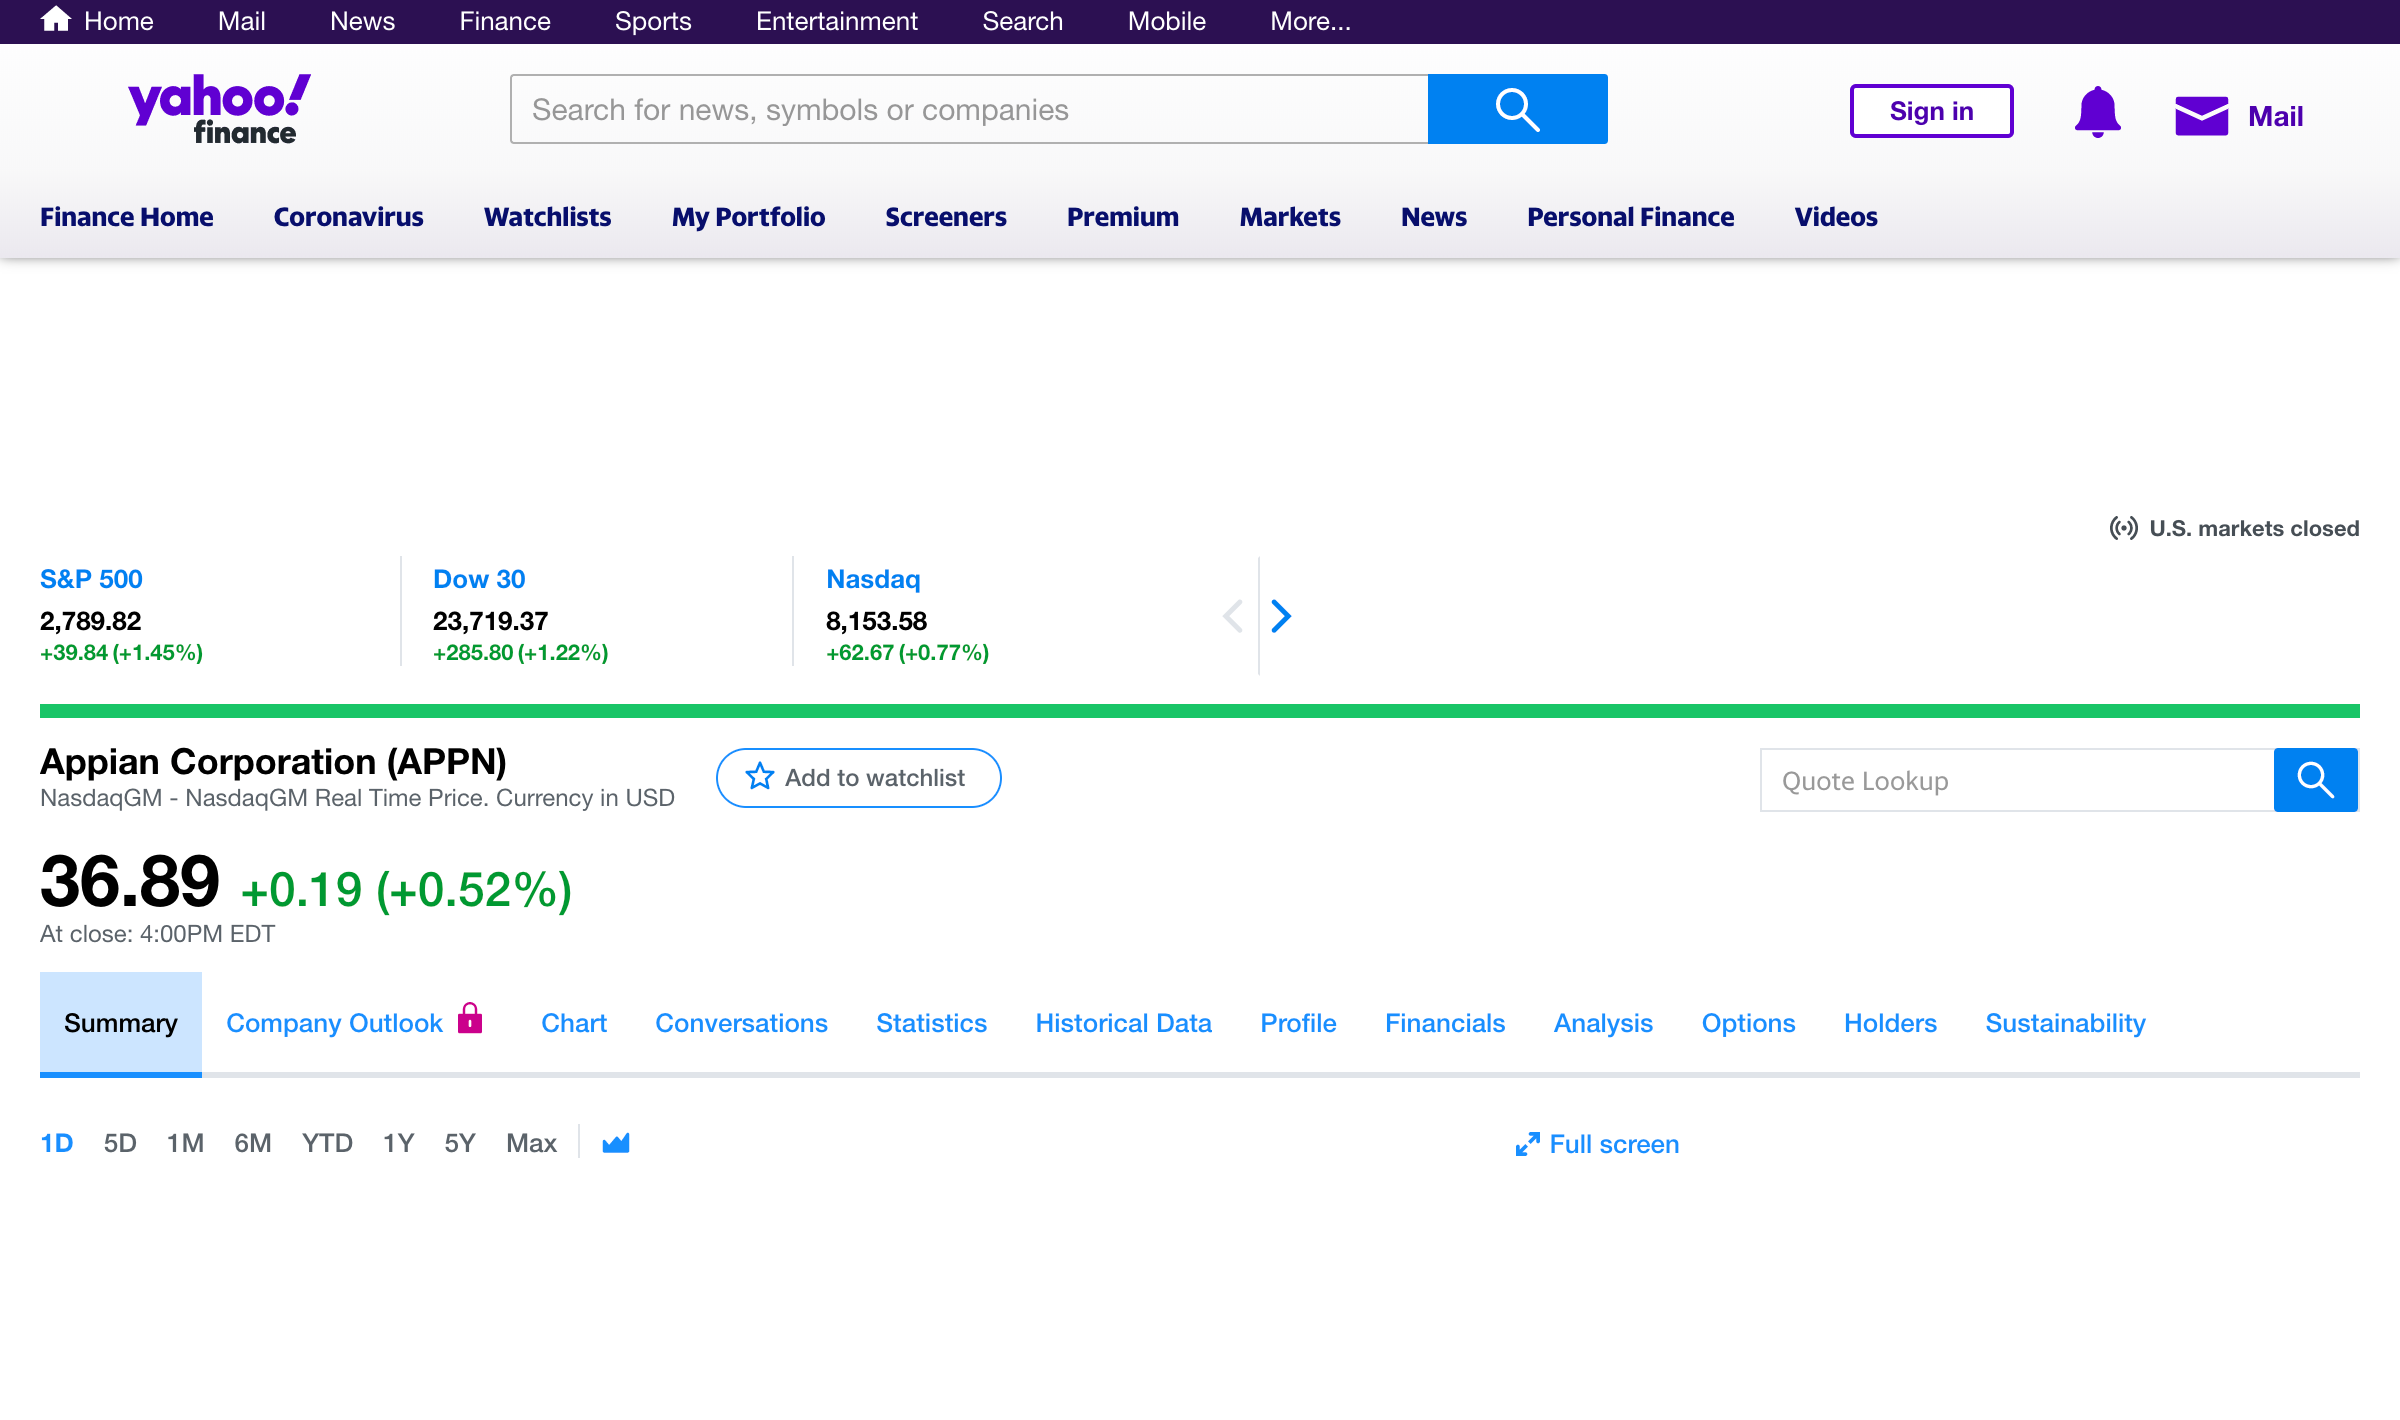 Home Mail News Finance Sports Entertainment Search Mobile More...
yahoo!
finance
Search for news, symbols or companies
Sign in
Mail
Finance Home Coronavirus Watchlists My Portfolio Screeners Premium Markets News Personal Finance Videos
U.S. markets closed
S&P 500
2,789.82
+39.84 (+1.45%)
Dow 30
23,719.37
+285.80 (+1.22%)
Nasdaq
8,153.58
+62.67 (+0.77%)
Appian Corporation (APPN)
NasdaqGM - NasdaqGM Real Time Price. Currency in USD
Add to watchlist
Quote Lookup
36.89 +0.19 (+0.52%)
At close: 4:00PM EDT
Summary Company Outlook Chart Conversations Statistics Historical Data Profile Financials Analysis Options Holders Sustainability
1D 5D 1M 6M YTD 1Y 5Y Max
Full screen